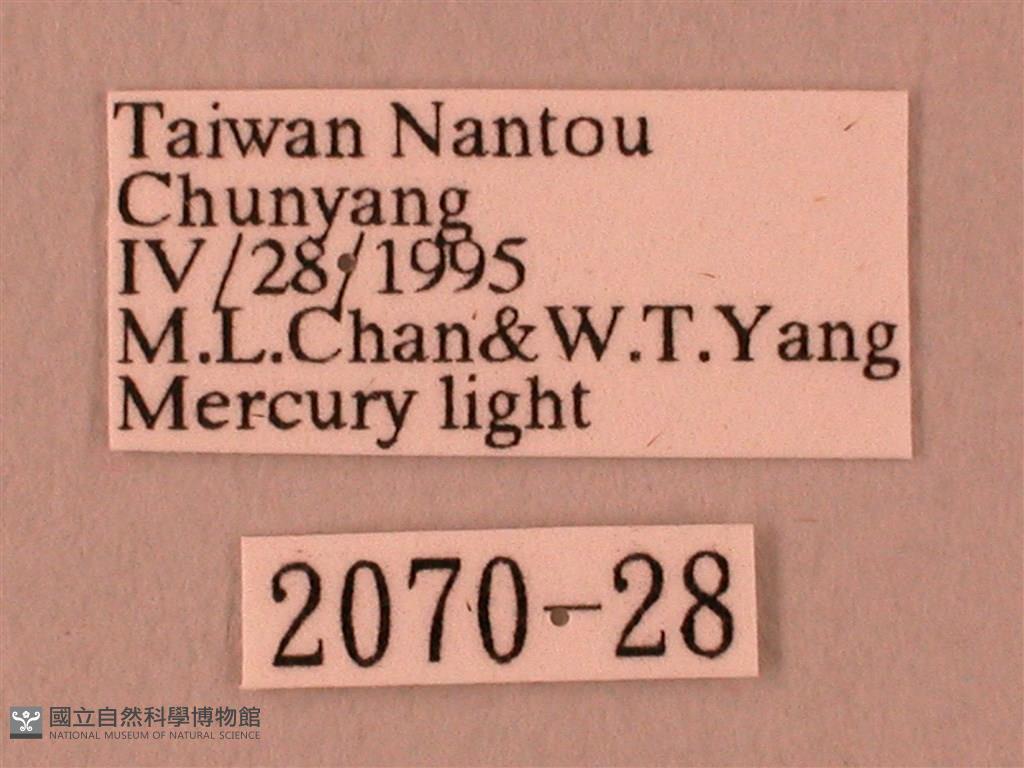 Taiwan Nantou
Chunyang
IV/28/1995
M.L.Chan&W.T.Yang
Mercury light
2070-28
國立自然科學博物館
NATIONAL MUSEUM OF NATURAL SCIENCE